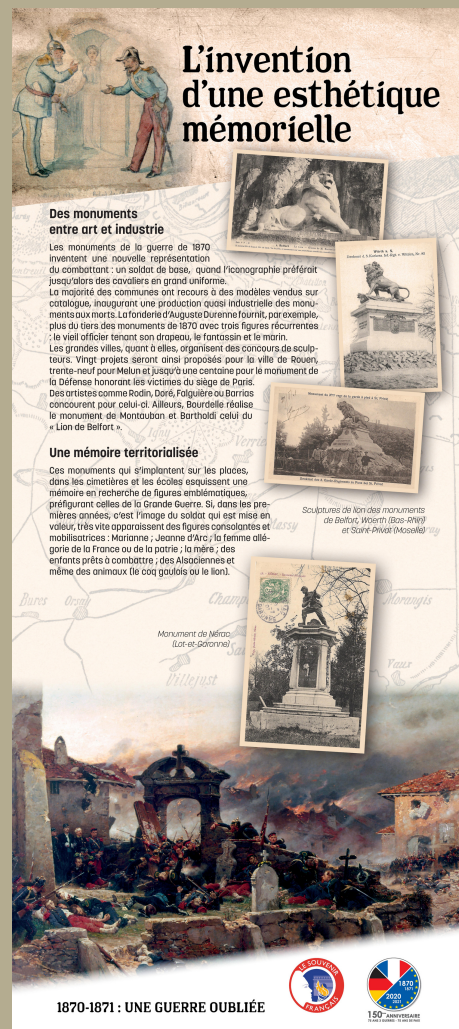 L'invention
d'une esthétique
mémorielle
Des monuments
entre art et industrie
Les monuments de la guerre de 1870
inventent une nouvelle représentation
du combattant : un soldat de base, quand l'iconographie préférait
jusqu'alors des cavaliers en grand uniforme.
La majorité des communes ont recours à des modèles vendus sur
catalogue, inaugurant une production quasi industrielle des monu-
ments aux morts. La fonderie d'Auguste Durenne fournit, par exemple,
plus du tiers des monuments de 1870 avec trois figures récurrentes
: le vieil officier tenant son drapeau, le fantassin et le marin.
Les grandes villes, quant à elles, organisent des concours de sculp-
teurs. Vingt projets seront ainsi proposés pour la ville de Rouen,
trente-neuf pour Melun et jusqu'à une centaine pour le monument de
la Défense honorant les victimes du siège de Paris.
Des artistes comme Rodin, Doré, Falguière ou Barrias
concourent pour celui-ci. Ailleurs, Bourdelle réalise
le monument de Montauban et Bartholdi celui du
« Lion de Belfort ».
Une mémoire territorialisée
Ces monuments qui s'implantent sur les places,
dans les cimetières et les écoles esquissent une
mémoire en recherche de figures emblématiques,
préfigurant celles de la Grande Guerre. Si, dans les pre-
mières années, c'est l'image du soldat qui est mise en
valeur, très vite apparaissent des figures consolantes et
mobilisatrices : Marianne ; Jeanne d'Arc ; la femme allé-
gorie de la France ou de la patrie ; la mère ; des
enfants prêts à combattre ; des Alsaciennes et
même des animaux (le coq gaulois ou le lion).
Sculptures de lion des monuments
de Belfort, Woerth (Bas-Rhin)
et Saint-Privat (Moselle)
Monument de Nérac
(Lot-et-Garonne)
Verriè
Massy
Bures
Orsay
Champ
Morangis
Villejust
Vaux
1870-1871 : UNE GUERRE OUBLIÉE
LE SOUVENIR
FRANÇAIS
1870
1871
2020
2021
150ème ANNIVERSAIRE